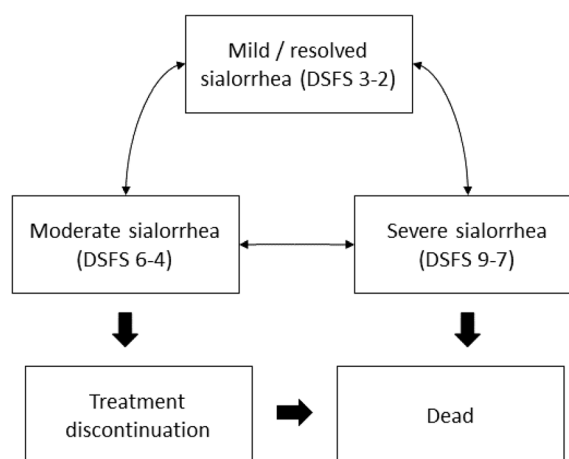 Mild / resolved
sialorrhea (DSFS 3-2)
Moderate sialorrhea
(DSFS 6-4)
Severe sialorrhea
(DSFS 9-7)
Treatment
discontinuation
Dead